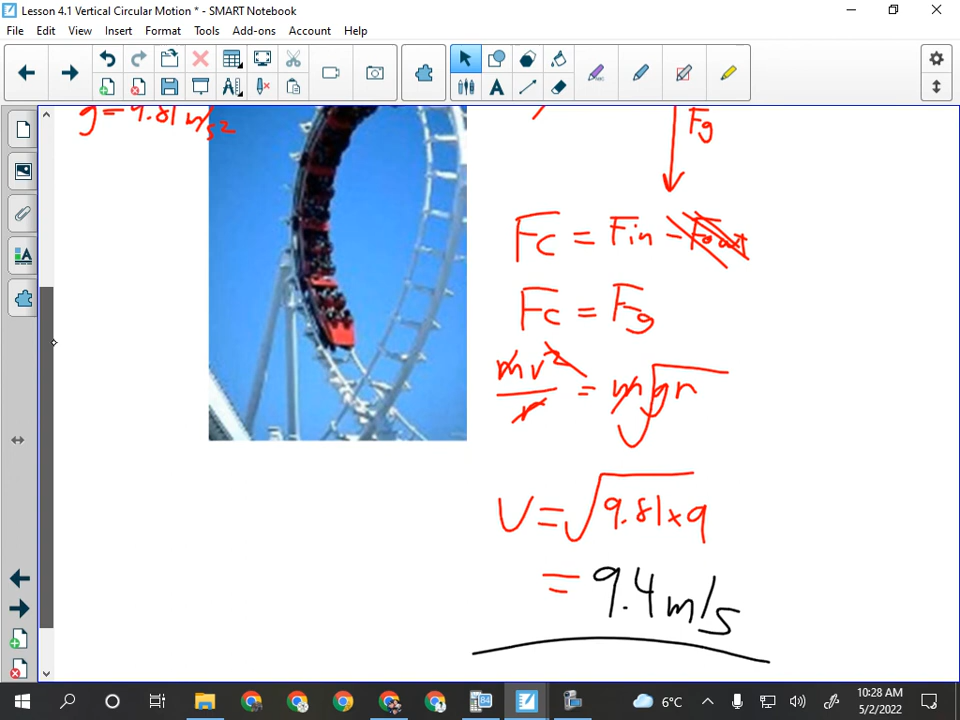 Lesson 4.1 Vertical Circular Motion * - SMART Notebook
File Edit View Insert Format Tools Add-ons Account Help
g = 9.81 m/s2
Fg
Fc = Fin - Fout
Fc = Fg
mv2 / r = mgr
V = √9.81 x 9
= 9.4 m/s
84
6°C
10:28 AM
5/2/2022